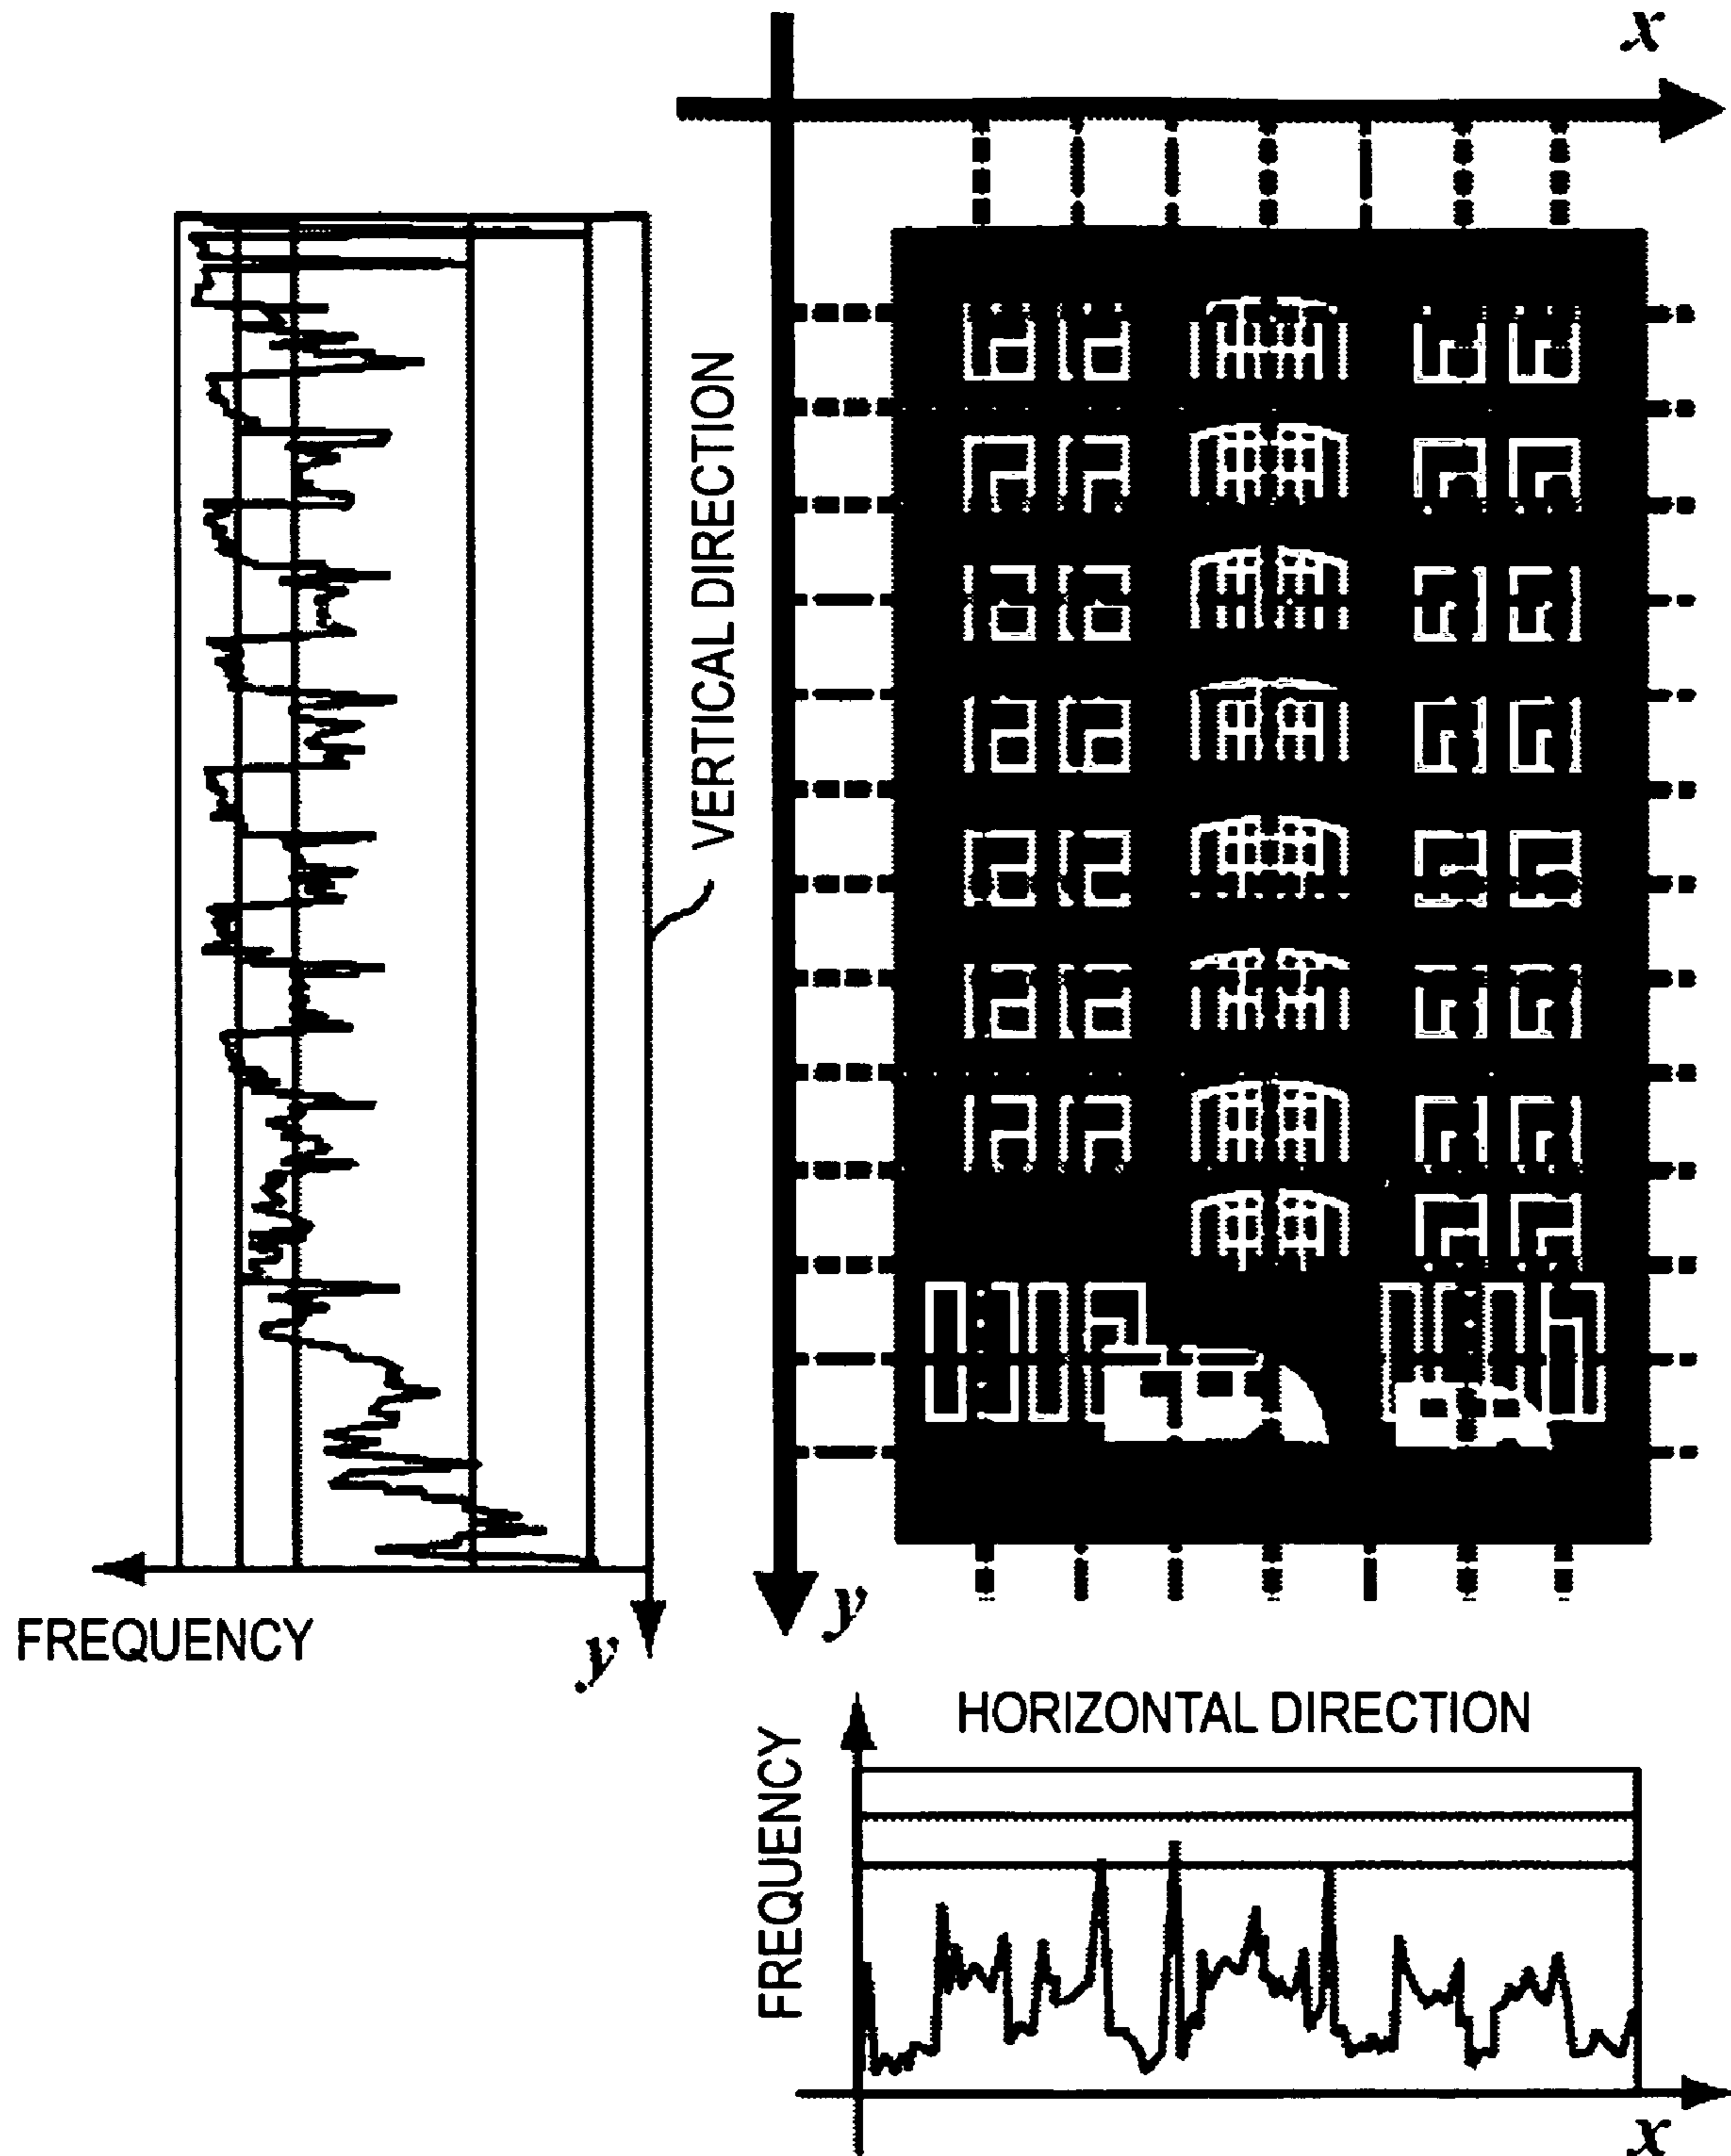 x
VERTICAL DIRECTION
FREQUENCY
y
y
HORIZONTAL DIRECTION
FREQUENCY
x